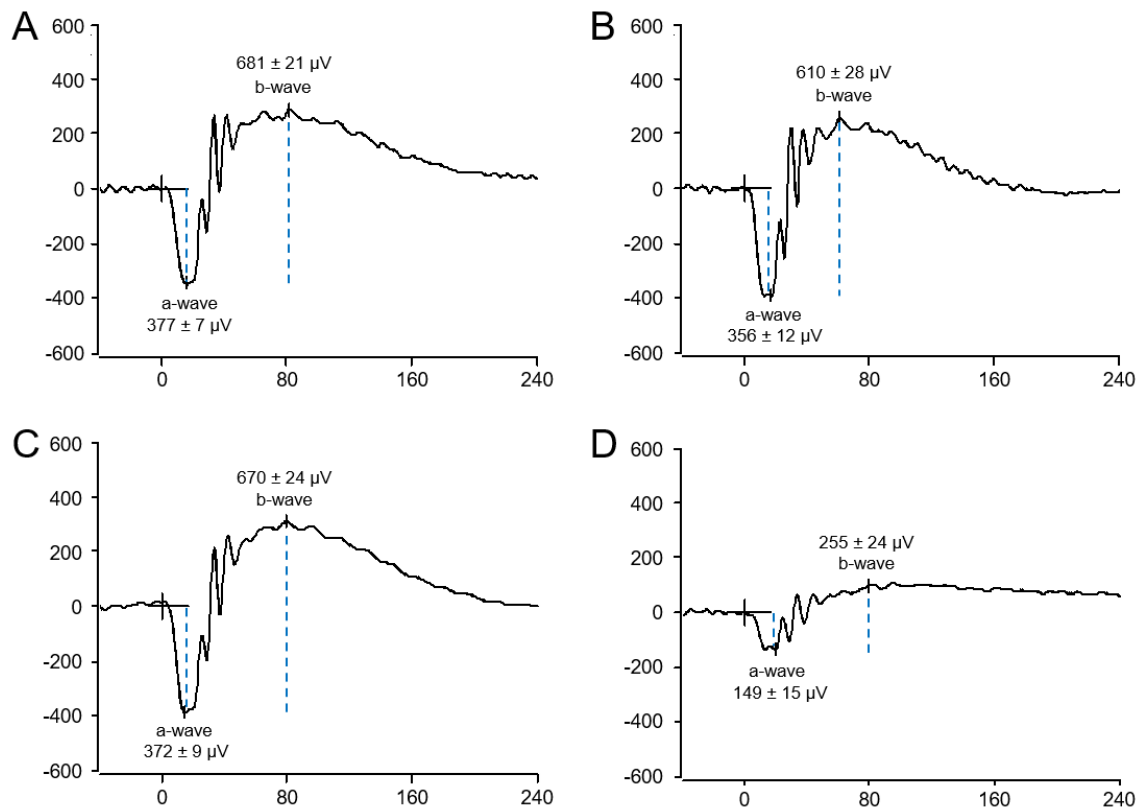 A
600
400
200
0
-200
-400
-600
681 ± 21 µV
b-wave
a-wave
377 ± 7 µV
0 80 160 240
B
600
400
200
0
-200
-400
-600
610 ± 28 µV
b-wave
a-wave
356 ± 12 µV
0 80 160 240
C
600
400
200
0
-200
-400
-600
670 ± 24 µV
b-wave
a-wave
372 ± 9 µV
0 80 160 240
D
600
400
200
0
-200
-400
-600
255 ± 24 µV
b-wave
a-wave
149 ± 15 µV
0 80 160 240